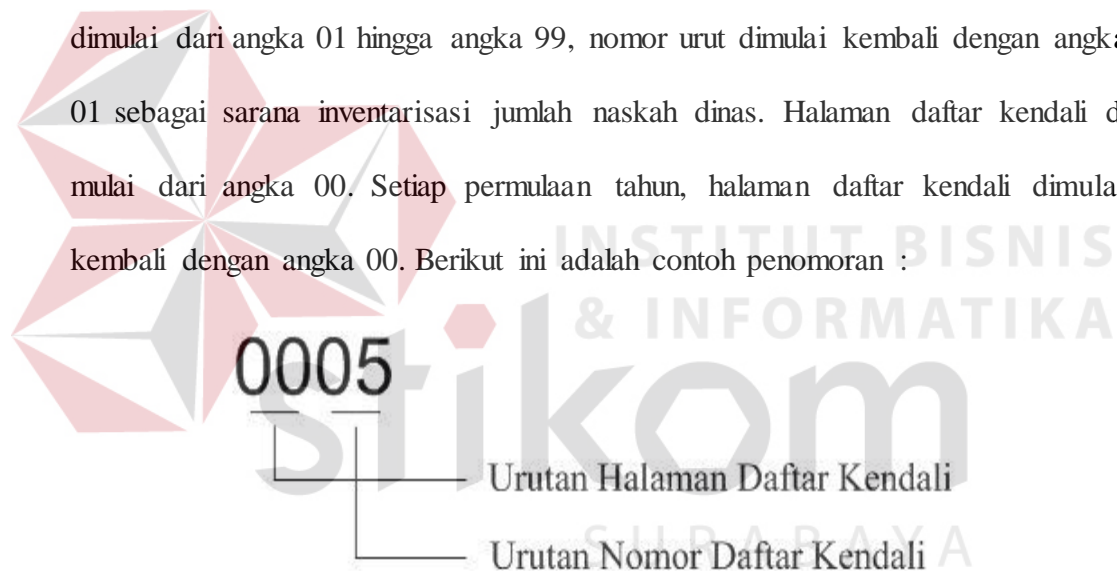 dimulai dari angka 01 hingga angka 99, nomor urut dimulai kembali dengan angka
01 sebagai sarana inventarisasi jumlah naskah dinas. Halaman daftar kendali d
mulai dari angka 00. Setiap permulaan tahun, halaman daftar kendali dimula
kembali dengan angka 00. Berikut ini adalah contoh penomoran :
INSTITUT BISNIS
& INFORMATIKA
stikom
SURABAYA
0005
Urutan Halaman Daftar Kendali
Urutan Nomor Daftar Kendali